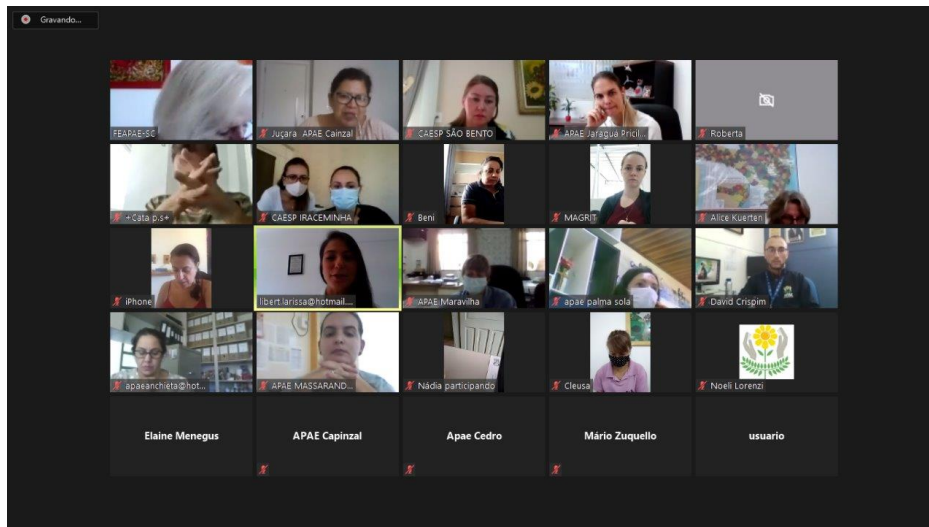 Gravando...
FEAPAE-SC
Juçara APAE Cainzal
CAESP SÃO BENTO
APAE Jaraguá Pricil...
Roberta
+Cata p.s+
CAESP IRACEMINHA
Beni
MAGRIT
Alice Kuerten
iPhone
libert.larissa@hotmail....
APAE Maravilha
apae palma sola
David Crispim
apaeanchieta@hot...
APAE MASSARAND...
Nádia participando
Cleusa
Noeli Lorenzi
Elaine Menegus
APAE Capinzal
Apae Cedro
Mário Zuquello
usuario